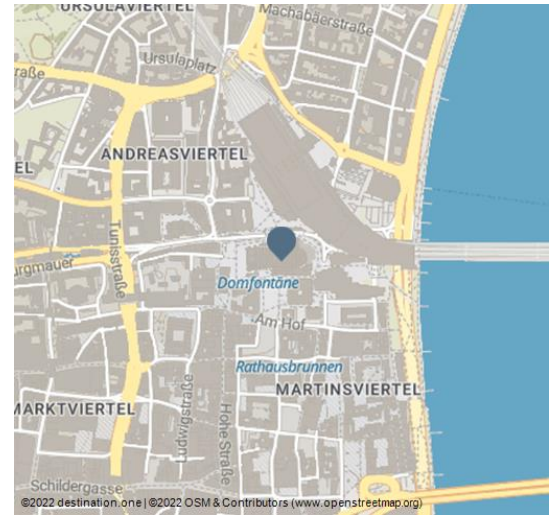 URSULAVIERTEL
Machabäerstraße
Ursulaplatz
raße
ANDREASVIERTEL
EL
Tunisstraße
urgmauer
Domfontäne
Am Hof
Rathausbrunnen
MARTINSVIERTEL
MARKTVIERTEL
Ludwigstraße
Hohe Straße
Schildergasse
©2022 destination.one | ©2022 OSM & Contributors (www.openstreetmap.org)